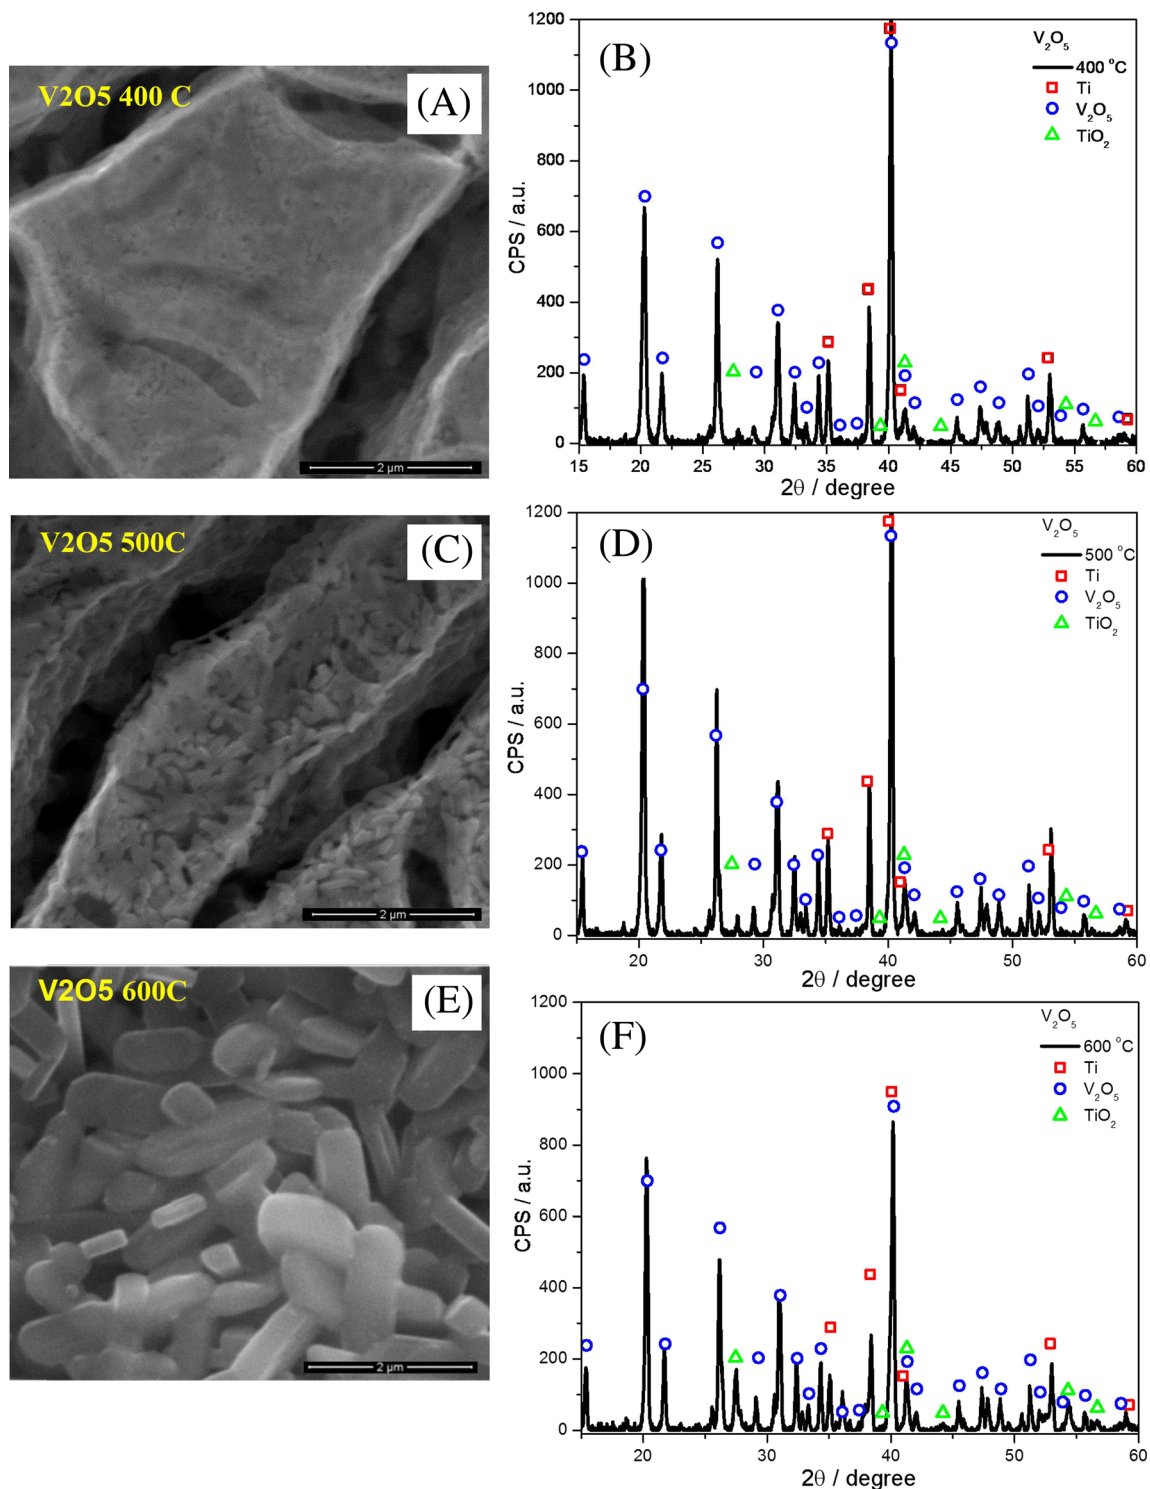 V2O5 400 C
(A)
2 µm
(B)
V₂O₅
400 °C
Ti
V₂O₅
TiO₂
CPS / a.u.
1200
1000
800
600
400
200
0
15 20 25 30 35 40 45 50 55 60
2θ / degree
V2O5 500C
(C)
2 µm
(D)
V₂O₅
500 °C
Ti
V₂O₅
TiO₂
CPS / a.u.
1200
1000
800
600
400
200
0
20 30 40 50 60
2θ / degree
V2O5 600C
(E)
2 µm
(F)
V₂O₅
600 °C
Ti
V₂O₅
TiO₂
CPS / a.u.
1200
1000
800
600
400
200
0
20 30 40 50 60
2θ / degree